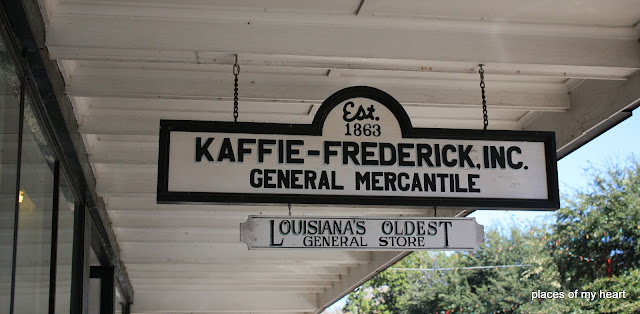 Est.
1863
KAFFIE-FREDERICK, INC.
GENERAL MERCANTILE
LOUISIANA'S OLDEST
GENERAL STORE
places of my heart